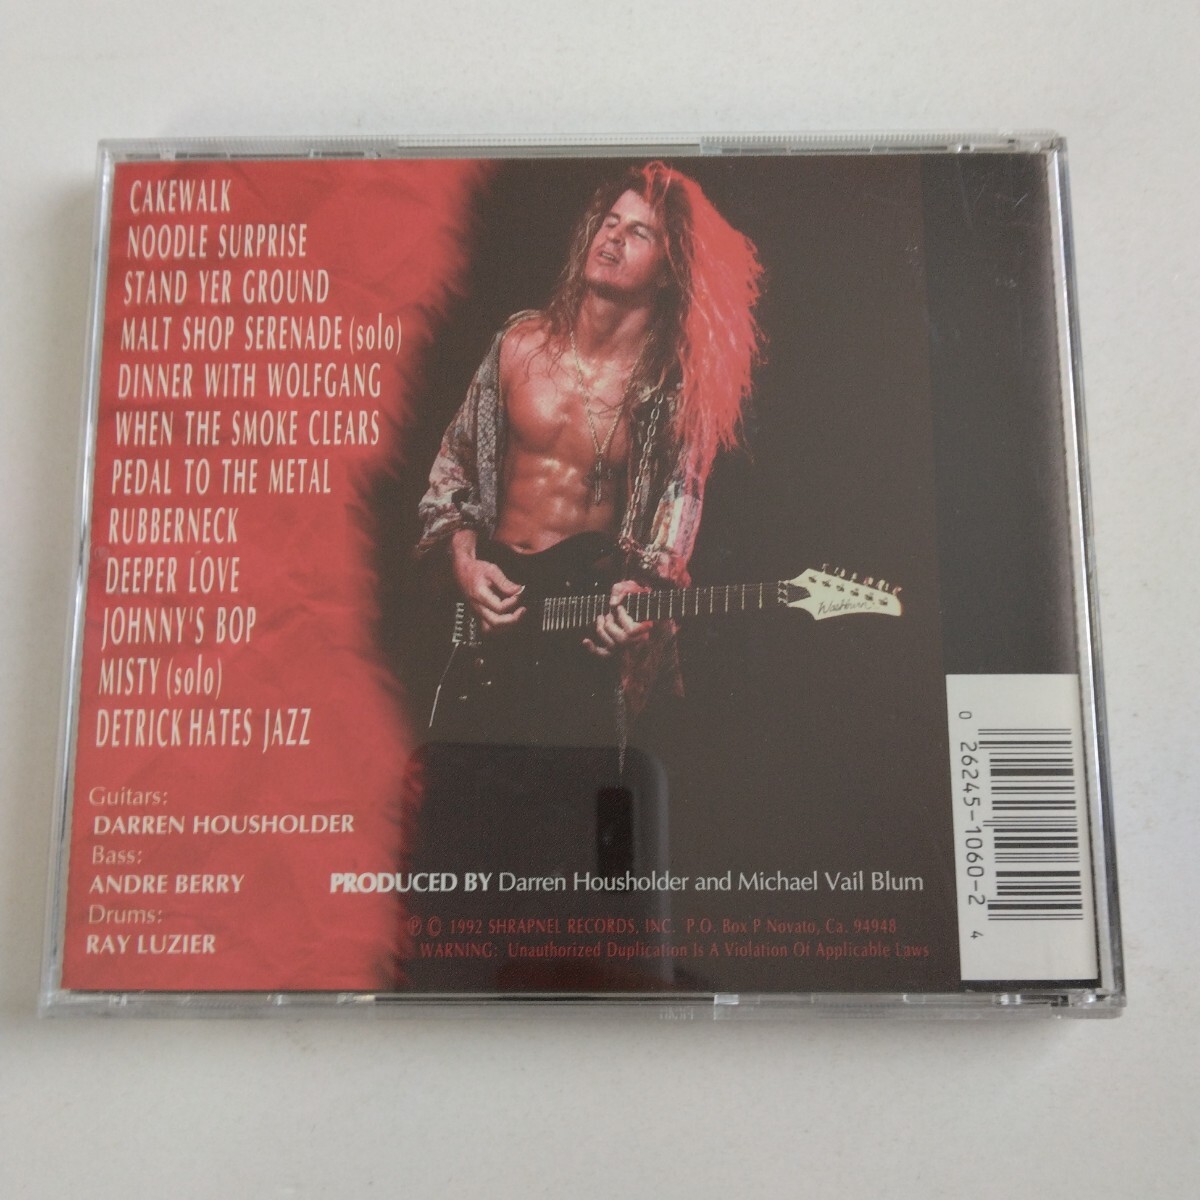 CAKEWALK
NOODLE SURPRISE
STAND YER GROUND
MALT SHOP SERENADE (solo)
DINNER WITH WOLFGANG
WHEN THE SMOKE CLEARS
PEDAL TO THE METAL
RUBBERNECK
DEEPER LOVE
JOHNNY'S BOP
MISTY (solo)
DETRICK HATES JAZZ
Guitars:
DARREN HOUSHOLDER
Bass:
ANDRE BERRY
Drums:
RAY LUZIER
Washburn
PRODUCED BY Darren Housholder and Michael Vail Blum
℗ © 1992 SHRAPNEL RECORDS, INC. P.O. Box P Novato, Ca. 94948
WARNING: Unauthorized Duplication Is A Violation Of Applicable Laws
0 26245-1060-2 4